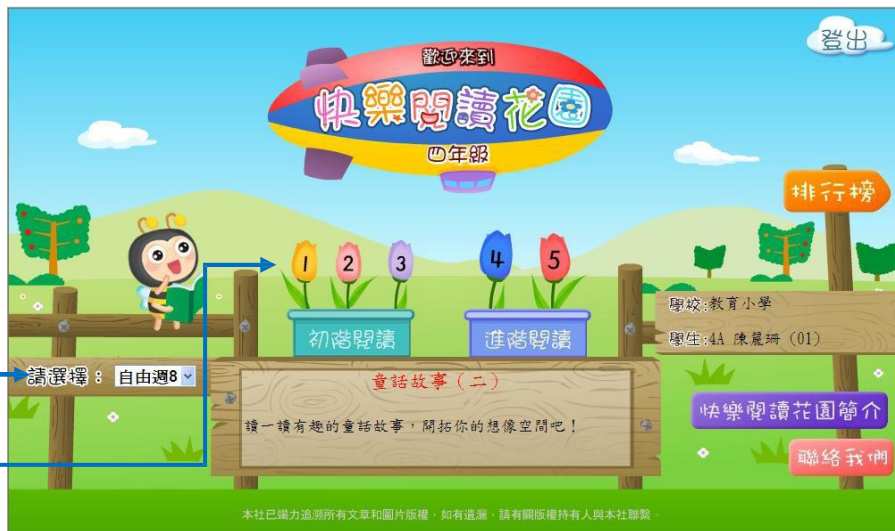 登出
歡迎來到
快樂閱讀花園
四年級
排行榜
1 2 3 4 5
初階閱讀 進階閱讀
學校:教育小學
學生:4A 陳麗珊 (01)
請選擇: 自由週8
童話故事(二)
讀一讀有趣的童話故事,開拓你的想像空間吧!
快樂閱讀花園簡介
聯絡我們
本社已竭力追溯所有文章和圖片版權,如有遺漏,請有關版權持有人與本社聯繫。